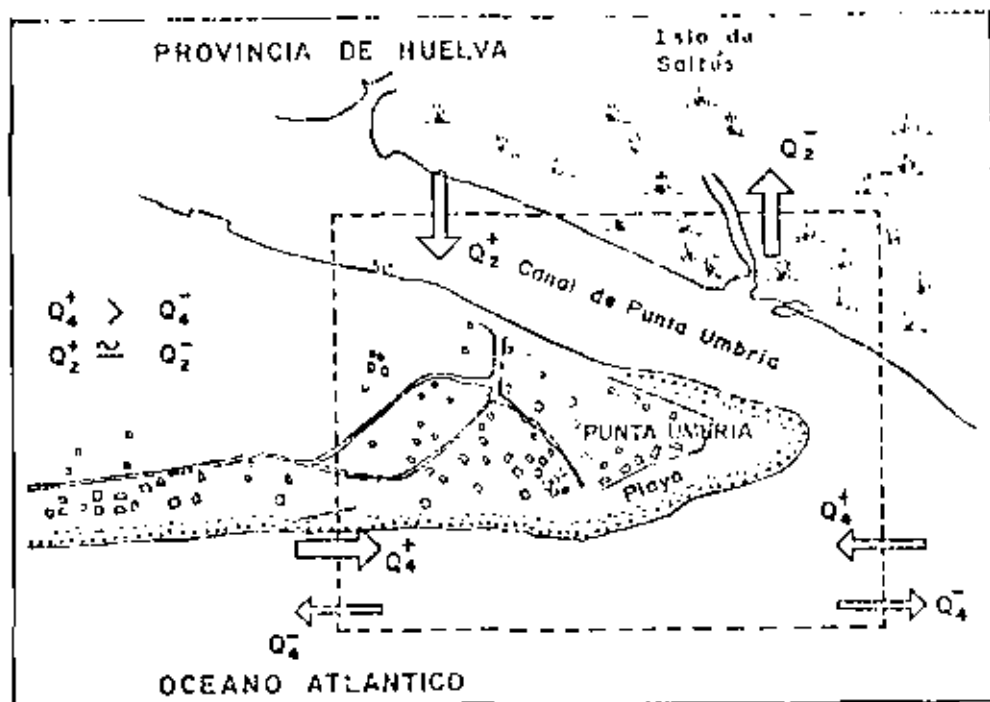 PROVINCIA DE HUELVA
Isla de
Saltés
Q₂⁻
Q₂⁺ Canal de Punta Umbria
Q₄⁺ > Q₄⁻
Q₂⁺ ≅ Q₂⁻
PUNTA UMBRIA
Playa
Q₄⁺
Q₄⁺
Q₄⁻
Q₄⁻
OCEANO ATLANTICO